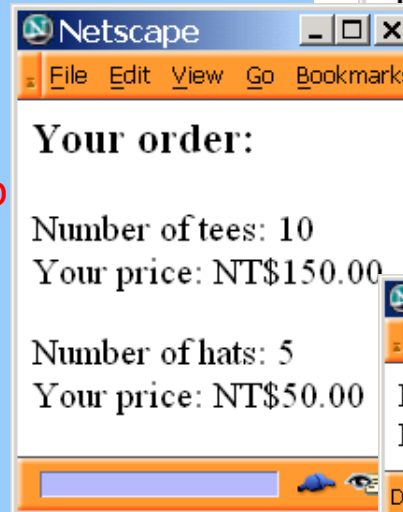 Netscape
File Edit View Go Bookmark
Your order:
Number of tees: 10
Your price: NT$150.00
Number of hats: 5
Your price: NT$50.00